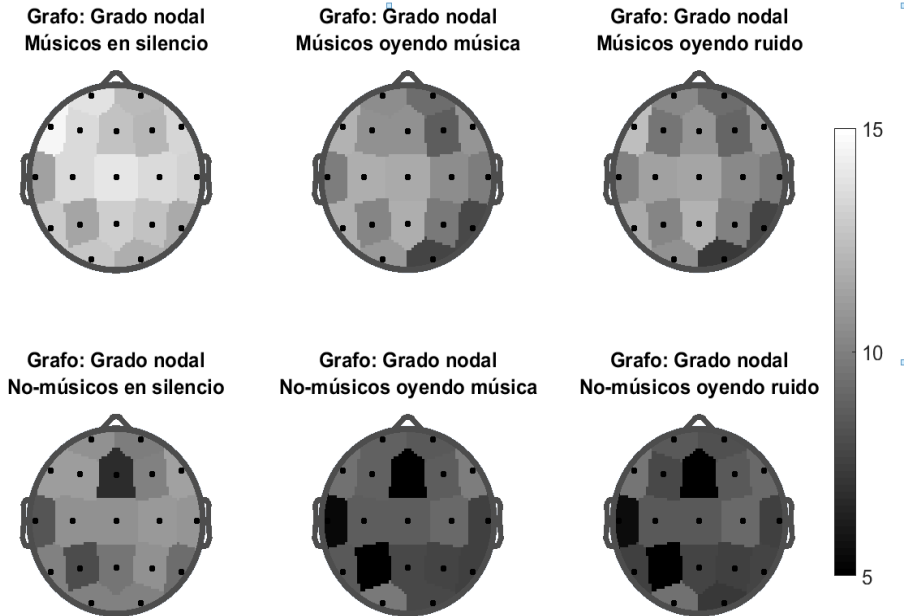 Grafo: Grado nodal
Músicos en silencio
Grafo: Grado nodal
Músicos oyendo música
Grafo: Grado nodal
Músicos oyendo ruido
15
10
5
Grafo: Grado nodal
No-músicos en silencio
Grafo: Grado nodal
No-músicos oyendo música
Grafo: Grado nodal
No-músicos oyendo ruido